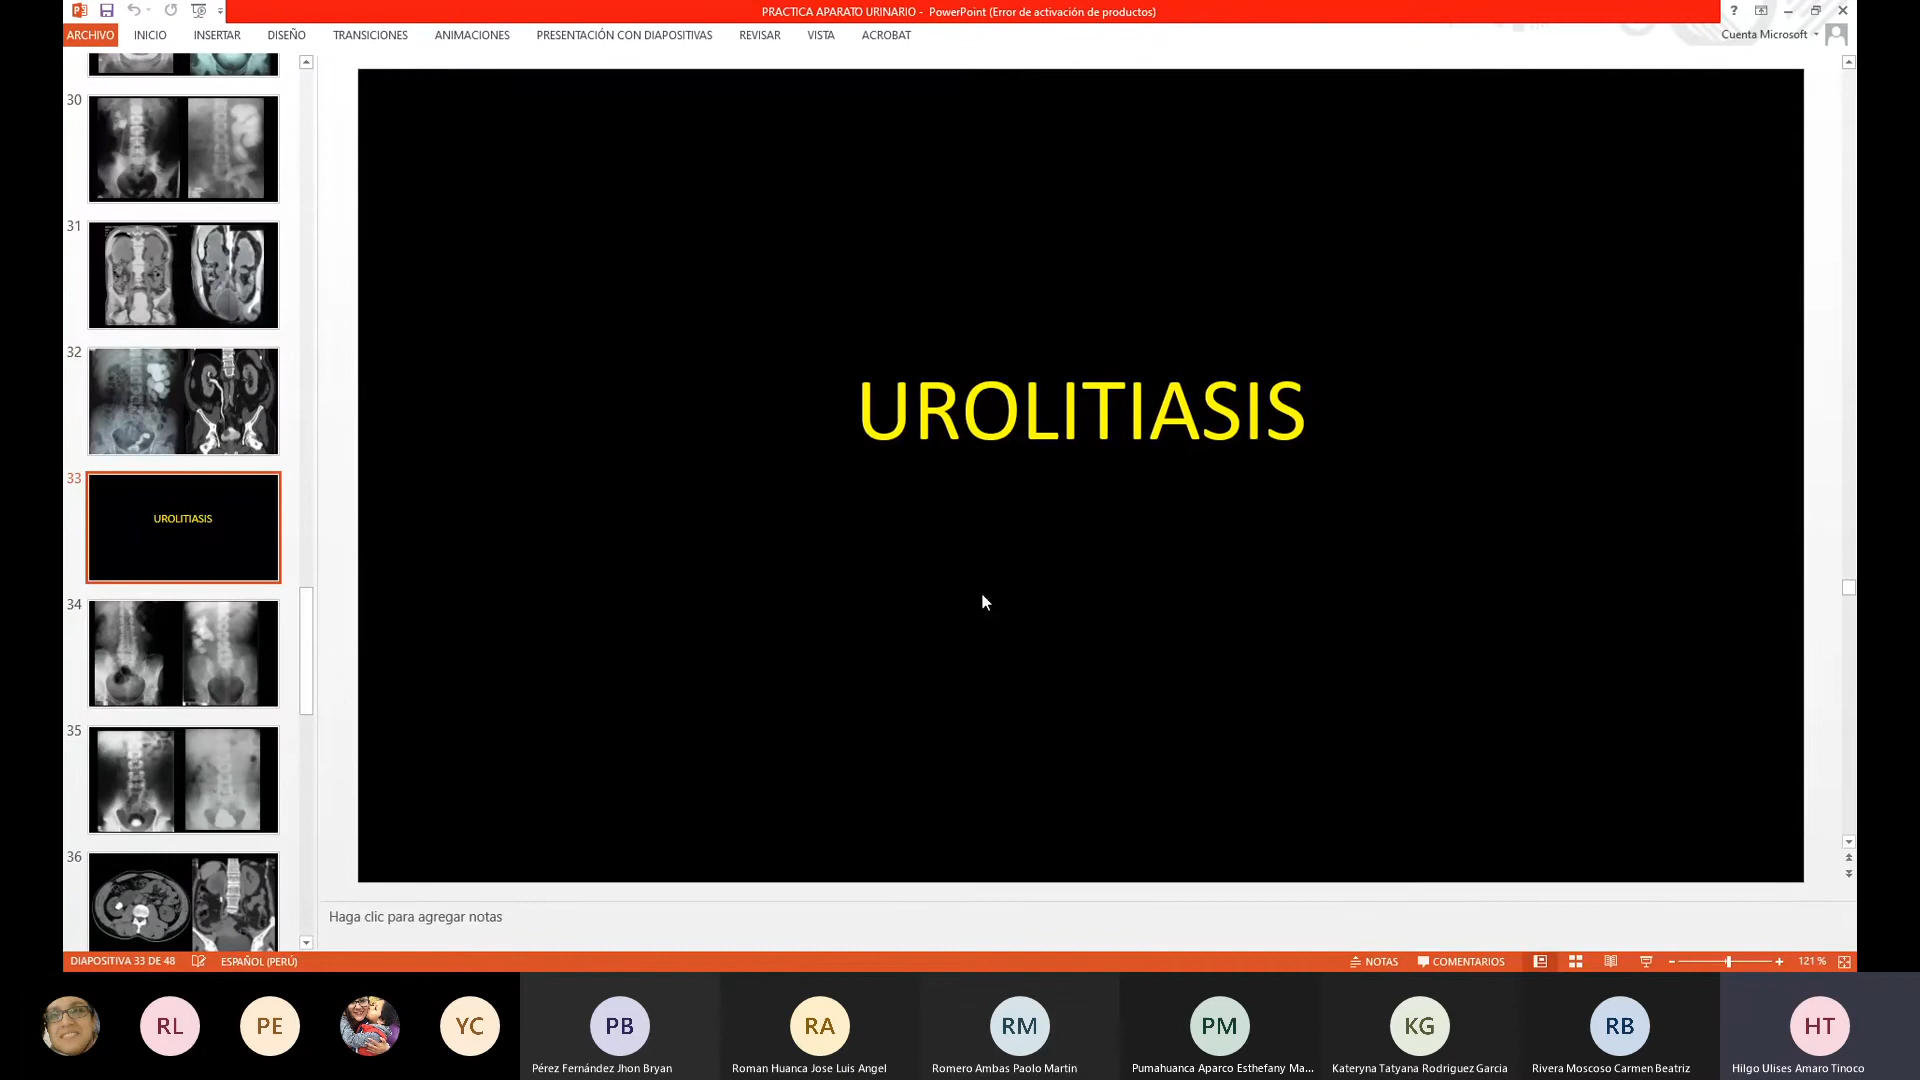 PRACTICA APARATO URINARIO - PowerPoint (Error de activación de productos)
?
ARCHIVO INICIO INSERTAR DISEÑO TRANSICIONES ANIMACIONES PRESENTACIÓN CON DIAPOSITIVAS REVISAR VISTA ACROBAT
Cuenta Microsoft
30
31
32
33
UROLITIASIS
34
35
36
UROLITIASIS
Haga clic para agregar notas
DIAPOSITIVA 33 DE 48 ESPAÑOL (PERÚ) NOTAS COMENTARIOS 121 %
RL PE YC PB RA RM PM KG RB HT
Pérez Fernández Jhon Bryan
Roman Huanca Jose Luis Angel
Romero Ambas Paolo Martin
Pumahuanca Aparco Esthefany Ma...
Kateryna Tatyana Rodriguez Garcia
Rivera Moscoso Carmen Beatriz
Hilgo Ulises Amaro Tinoco